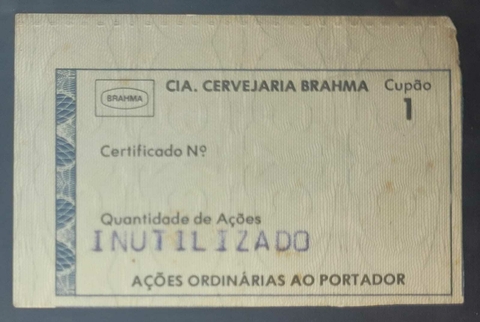 CIA. CERVEJARIA BRAHMA
Cupão
1
BRAHMA
Certificado Nº
Quantidade de Ações
INUTILIZADO
AÇÕES ORDINÁRIAS AO PORTADOR